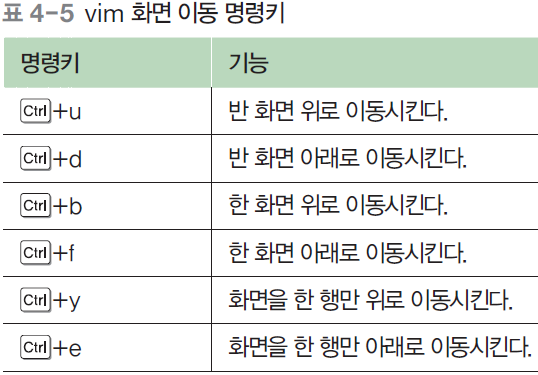 표 4-5 vim 화면 이동 명령키
명령키 기능
Ctrl+u 반 화면 위로 이동시킨다.
Ctrl+d 반 화면 아래로 이동시킨다.
Ctrl+b 한 화면 위로 이동시킨다.
Ctrl+f 한 화면 아래로 이동시킨다.
Ctrl+y 화면을 한 행만 위로 이동시킨다.
Ctrl+e 화면을 한 행만 아래로 이동시킨다.